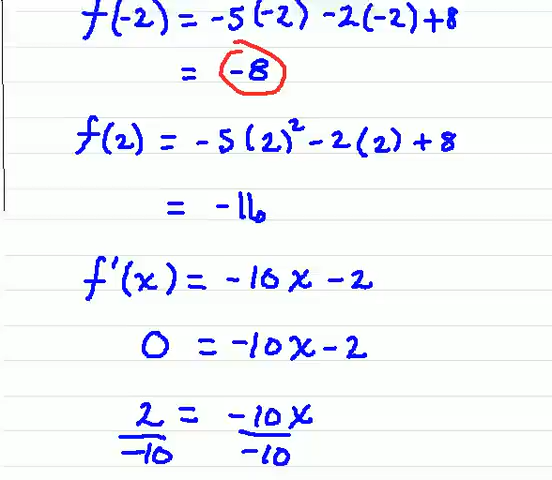 f(-2) = -5(-2) -2(-2)+8
= -8
f(2) = -5(2)² -2(2) + 8
= -16
f'(x) = -10x -2
0 = -10x -2
2/-10 = -10x/-10